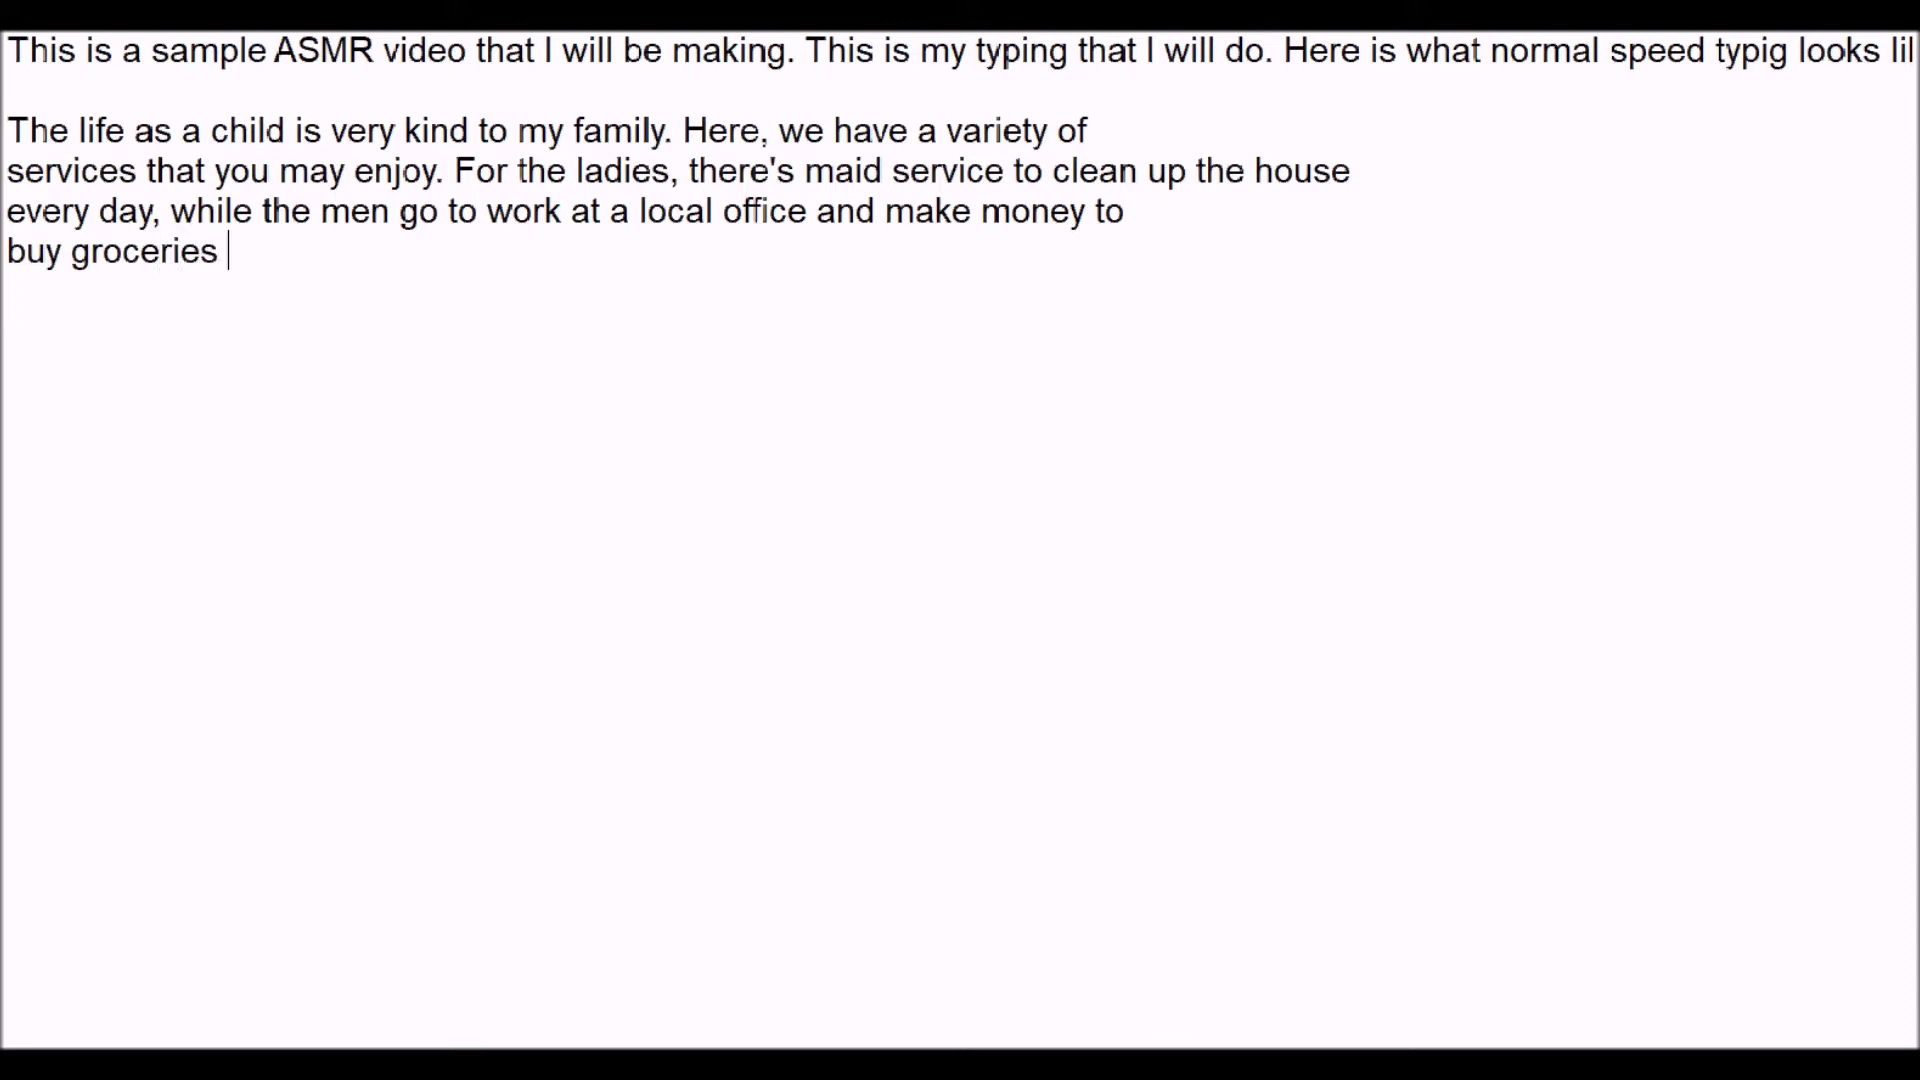 This is a sample ASMR video that I will be making. This is my typing that I will do. Here is what normal speed typig looks
The life as a child is very kind to my family. Here, we have a variety of
services that you may enjoy. For the ladies, there's maid service to clean up the house
every day, while the men go to work at a local office and make money to
buy groceries